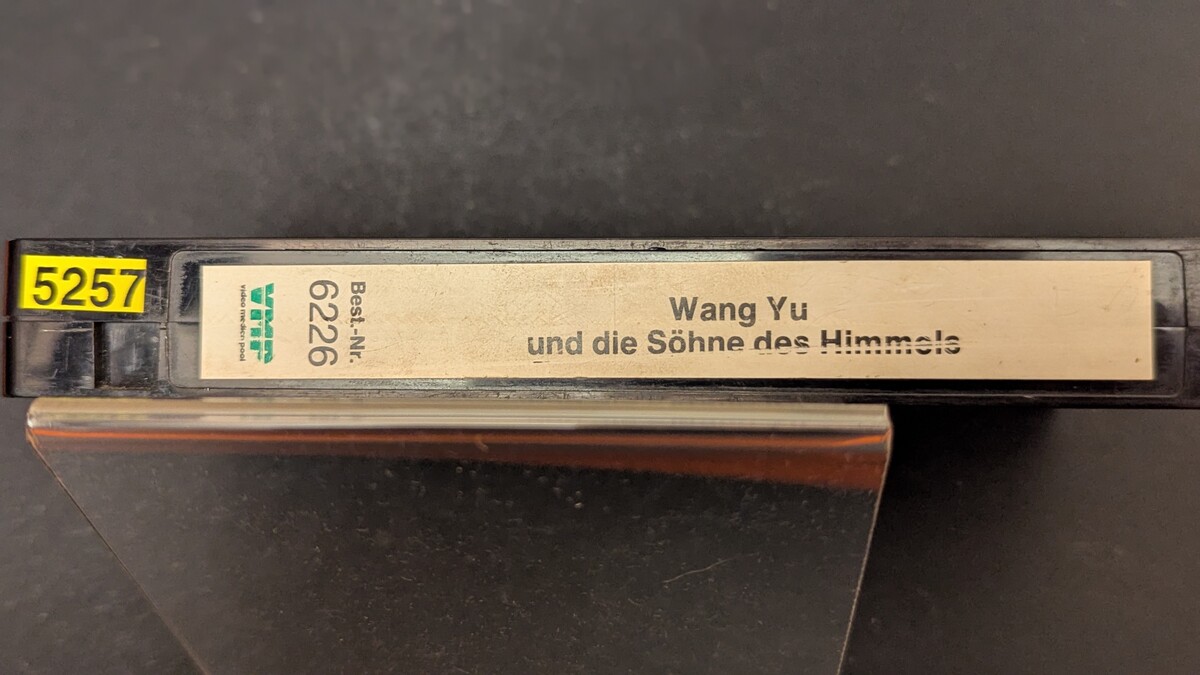 5257
VMP
video medien pool
Best.-Nr.
6226
Wang Yu
und die Söhne des Himmels